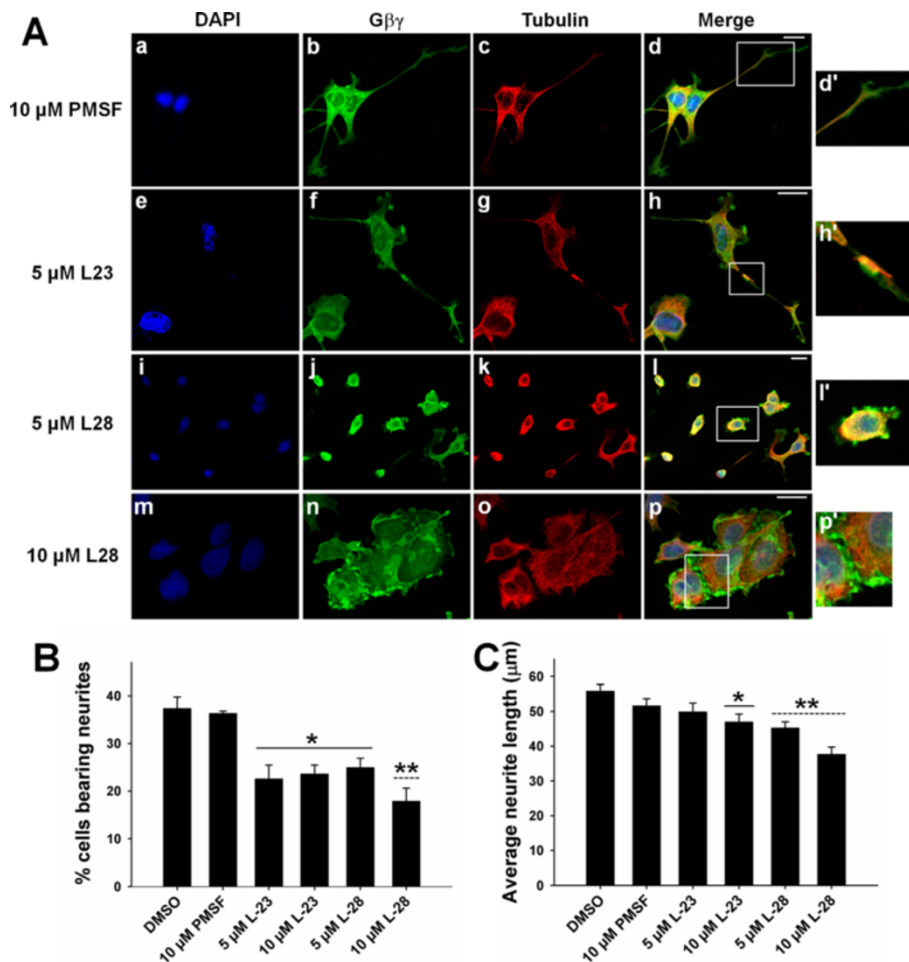 A
DAPI Gβγ Tubulin Merge
10 µM PMSF
a b c d d'
5 µM L23
e f g h h'
5 µM L28
i j k l l'
10 µM L28
m n o p p'
B
% cells bearing neurites
40
30
20
10
0
* **
DMSO
10 µM PMSF
5 µM L-23
10 µM L-23
5 µM L-28
10 µM L-28
C
Average neurite length (µm)
60
50
40
30
20
10
0
* **
DMSO
10 µM PMSF
5 µM L-23
10 µM L-23
5 µM L-28
10 µM L-28